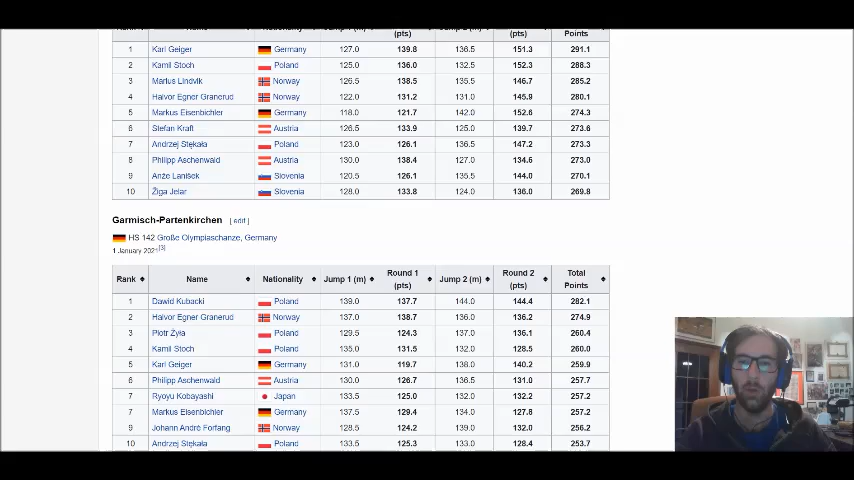 (pts) (pts) Points
1 Karl Geiger Germany 127.0 139.8 136.5 151.3 291.1
2 Kamil Stoch Poland 125.0 136.0 132.5 152.3 288.3
3 Marius Lindvik Norway 126.5 138.5 135.5 146.7 285.2
4 Halvor Egner Granerud Norway 122.0 131.2 131.0 145.9 280.1
5 Markus Eisenbichler Germany 118.0 121.7 142.0 152.6 274.3
6 Stefan Kraft Austria 126.5 133.9 125.0 139.7 273.6
7 Andrzej Stękała Poland 123.0 126.1 136.5 147.2 273.3
8 Philipp Aschenwald Austria 130.0 138.4 127.0 134.6 273.0
9 Anže Lanišek Slovenia 120.5 126.1 135.5 144.0 270.1
10 Žiga Jelar Slovenia 128.0 133.8 124.0 136.0 269.8
Garmisch-Partenkirchen [ edit ]
HS 142 Große Olympiaschanze, Germany
1 January 2021[3]
Rank Name Nationality Jump 1 (m) Round 1 (pts) Jump 2 (m) Round 2 (pts) Total Points
1 Dawid Kubacki Poland 139.0 137.7 144.0 144.4 282.1
2 Halvor Egner Granerud Norway 137.0 138.7 136.0 136.2 274.9
3 Piotr Żyła Poland 129.5 124.3 137.0 136.1 260.4
4 Kamil Stoch Poland 135.0 131.5 132.0 128.5 260.0
5 Karl Geiger Germany 131.0 119.7 138.0 140.2 259.9
6 Philipp Aschenwald Austria 130.0 126.7 136.5 131.0 257.7
7 Ryoyu Kobayashi Japan 133.5 125.0 132.0 132.2 257.2
7 Markus Eisenbichler Germany 137.5 129.4 134.0 127.8 257.2
9 Johann André Forfang Norway 128.5 124.2 139.0 132.0 256.2
10 Andrzej Stękała Poland 133.5 125.3 133.0 128.4 253.7